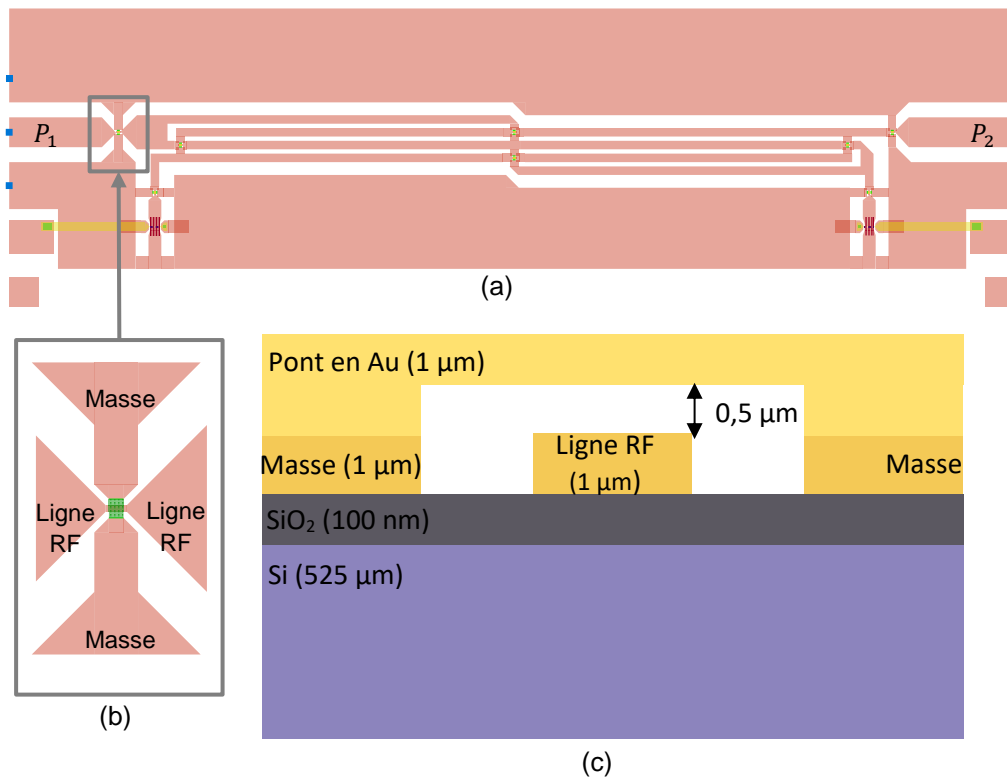 P₁
P₂
(a)
Masse
Ligne
RF
Ligne
RF
Masse
(b)
Pont en Au (1 µm)
0,5 µm
Masse (1 µm)
Ligne RF
(1 µm)
Masse
SiO₂ (100 nm)
Si (525 µm)
(c)